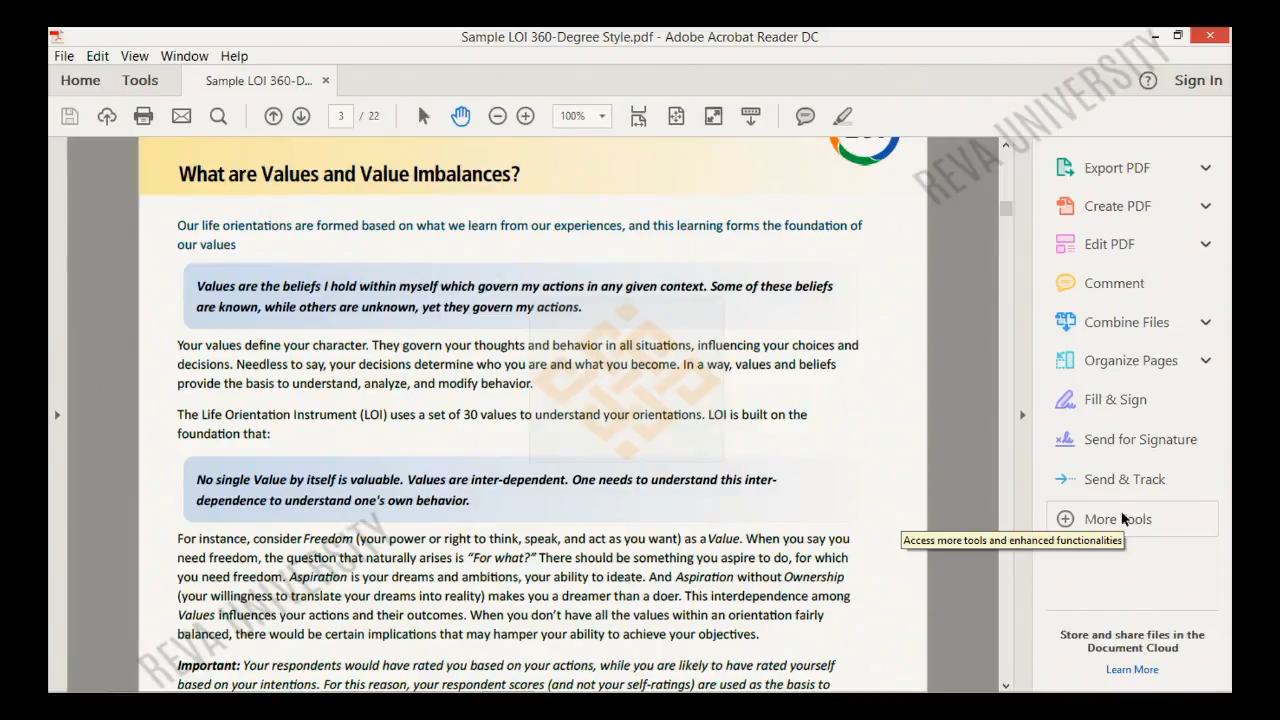 Sample LOI 360-Degree Style.pdf - Adobe Acrobat Reader DC
File Edit View Window Help
Home Tools Sample LOI 360-D... ×
Sign In
3 / 22
100%
What are Values and Value Imbalances?
Our life orientations are formed based on what we learn from our experiences, and this learning forms the foundation of
our values
Values are the beliefs I hold within myself which govern my actions in any given context. Some of these beliefs
are known, while others are unknown, yet they govern my actions.
Your values define your character. They govern your thoughts and behavior in all situations, influencing your choices and
decisions. Needless to say, your decisions determine who you are and what you become. In a way, values and beliefs
provide the basis to understand, analyze, and modify behavior.
The Life Orientation Instrument (LOI) uses a set of 30 values to understand your orientations. LOI is built on the
foundation that:
No single Value by itself is valuable. Values are inter-dependent. One needs to understand this inter-
dependence to understand one's own behavior.
For instance, consider Freedom (your power or right to think, speak, and act as you want) as a Value. When you say you
need freedom, the question that naturally arises is “For what?” There should be something you aspire to do, for which
you need freedom. Aspiration is your dreams and ambitions, your ability to ideate. And Aspiration without Ownership
(your willingness to translate your dreams into reality) makes you a dreamer than a doer. This interdependence among
Values influences your actions and their outcomes. When you don’t have all the values within an orientation fairly
balanced, there would be certain implications that may hamper your ability to achieve your objectives.
Important: Your respondents would have rated you based on your actions, while you are likely to have rated yourself
based on your intentions. For this reason, your respondent scores (and not your self-ratings) are used as the basis to
Export PDF
Create PDF
Edit PDF
Comment
Combine Files
Organize Pages
Fill & Sign
Send for Signature
Send & Track
More Tools
Access more tools and enhanced functionalities
Store and share files in the
Document Cloud
Learn More
REVA UNIVERSITY
REVA UNIVERSITY